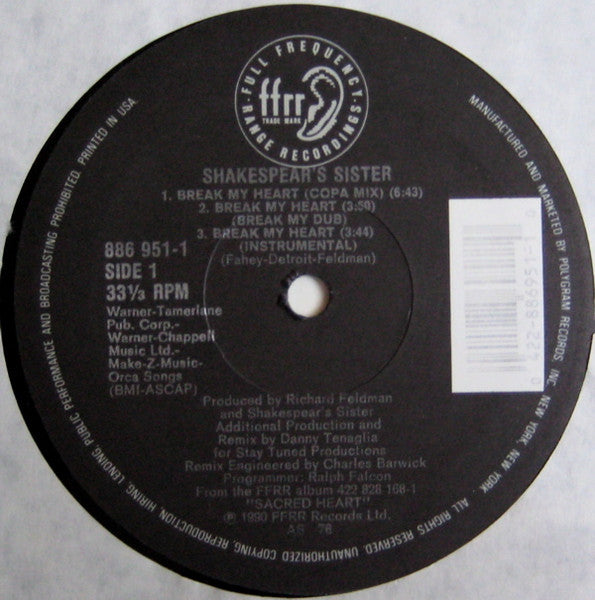 FULL FREQUENCY
ffrr
TRADE MARK
RANGE RECORDINGS
SHAKESPEAR'S SISTER
1. BREAK MY HEART (COPA MIX) (6:43)
2. BREAK MY HEART (3:50)
(BREAK MY DUB)
3. BREAK MY HEART (3:44)
(INSTRUMENTAL)
(Fahey-Detroit-Feldman)
886 951-1
SIDE 1
33⅓ RPM
Warner-Tamerlane
Pub. Corp.-
Warner-Chappell
Music Ltd.-
Make-Z-Music-
Orca Songs
(BMI-ASCAP)
Produced by Richard Feldman
and Shakespear's Sister
Additional Production and
Remix by Danny Tenaglia
for Stay Tuned Productions
Remix Engineered by Charles Barwick
Programmer: Ralph Falcon
From the FFRR album 422 828 168-1
"SACRED HEART"
℗ 1990 FFRR Records Ltd.
MANUFACTURED AND MARKETED BY POLYGRAM RECORDS, INC. NEW YORK, NEW YORK. ALL RIGHTS RESERVED. UNAUTHORIZED COPYING, REPRODUCTION, HIRING, LENDING, PUBLIC PERFORMANCE AND BROADCASTING PROHIBITED. PRINTED IN USA.
0 422-886951-1 0